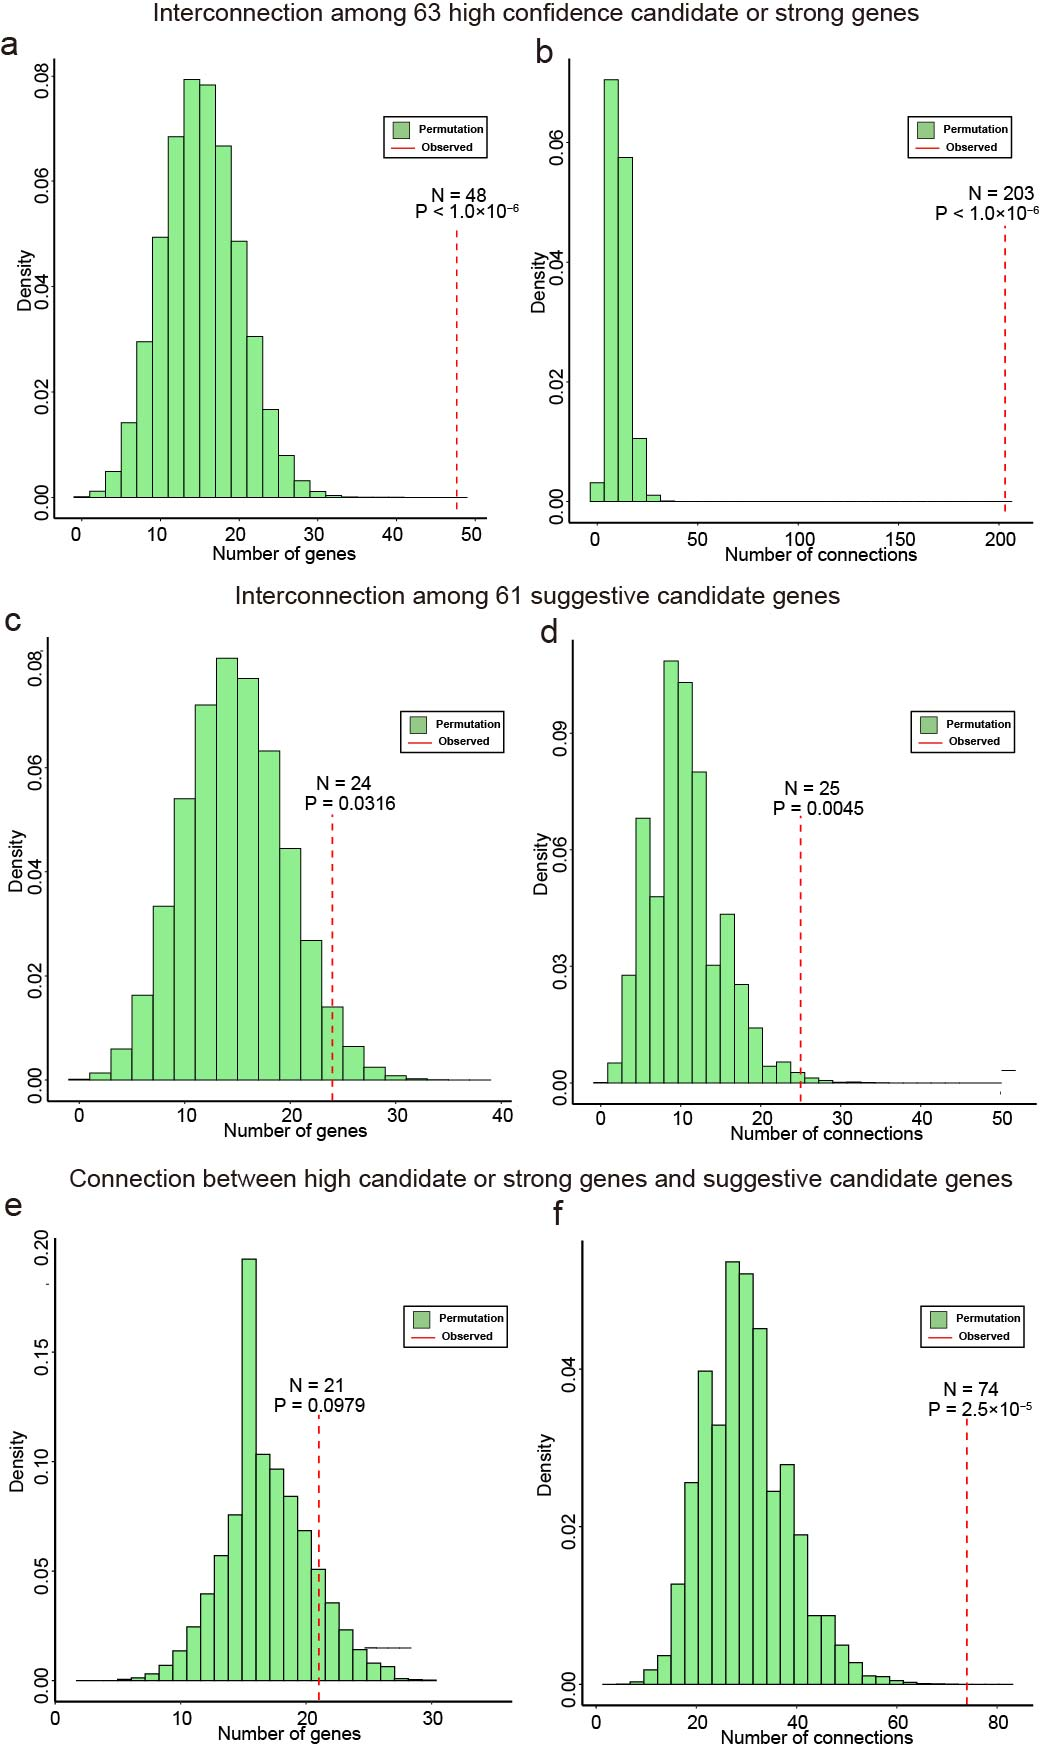 Interconnection among 63 high confidence candidate or strong genes
a
0.08
0.06
0.04
0.02
0.00
Density
Permutation
Observed
N = 48
P < 1.0×10⁻⁶
0 10 20 30 40 50
Number of genes
b
0.06
0.04
0.02
0.00
Density
Permutation
Observed
N = 203
P < 1.0×10⁻⁶
0 50 100 150 200
Number of connections
Interconnection among 61 suggestive candidate genes
c
0.08
0.06
0.04
0.02
0.00
Density
Permutation
Observed
N = 24
P = 0.0316
0 10 20 30 40
Number of genes
d
0.09
0.06
0.03
0.00
Density
Permutation
Observed
N = 25
P = 0.0045
0 10 20 30 40 50
Number of connections
Connection between high candidate or strong genes and suggestive candidate genes
e
0.20
0.15
0.10
0.05
0.00
Density
Permutation
Observed
N = 21
P = 0.0979
0 10 20 30
Number of genes
f
0.04
0.02
0.00
Density
Permutation
Observed
N = 74
P = 2.5×10⁻⁵
0 20 40 60 80
Number of connections